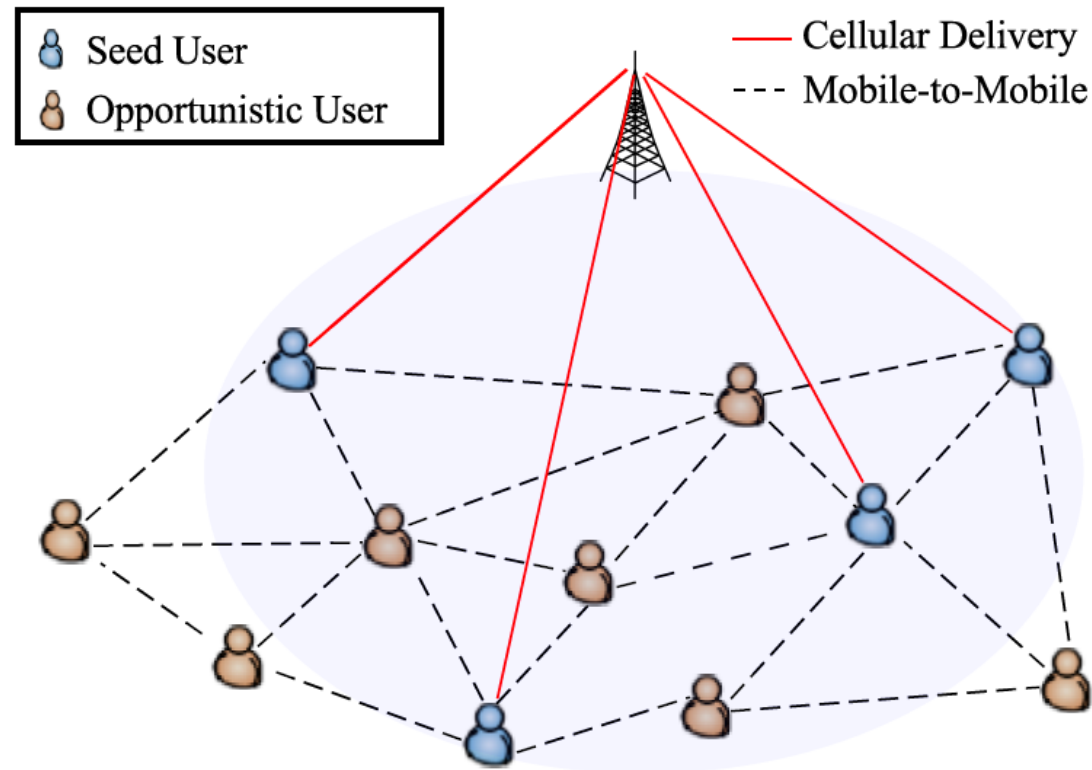 Seed User
Opportunistic User
Cellular Delivery
Mobile-to-Mobile